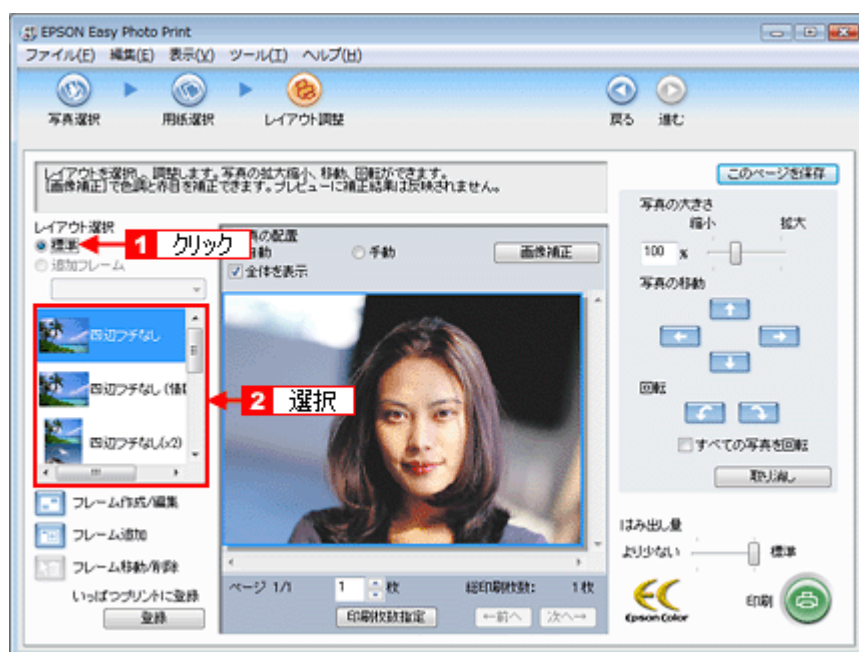 EPSON Easy Photo Print
ファイル(F) 編集(E) 表示(V) ツール(T) ヘルプ(H)
写真選択 用紙選択 レイアウト調整 戻る 進む
レイアウトを選択し、調整します。写真の拡大縮小、移動、回転ができます。
[画像補正]で色調と赤目を補正できます。プレビューに補正結果は反映されません。
このページを保存
レイアウト選択
標準
1 クリック
追加フレーム
四辺フチなし
四辺フチなし
四辺フチなし(x2)
2 選択
フレーム作成/編集
フレーム追加
フレーム移動/削除
いっぱつプリントに登録
登録
の配置
手動
画像補正
全体を表示
ページ 1/1 1 枚 総印刷枚数: 1 枚
印刷枚数指定 ←前へ 次へ→
写真の大きさ
縮小 拡大
100 %
写真の移動
回転
すべての写真を回転
取り消し
はみ出し量
より少ない 標準
Epson Color
印刷